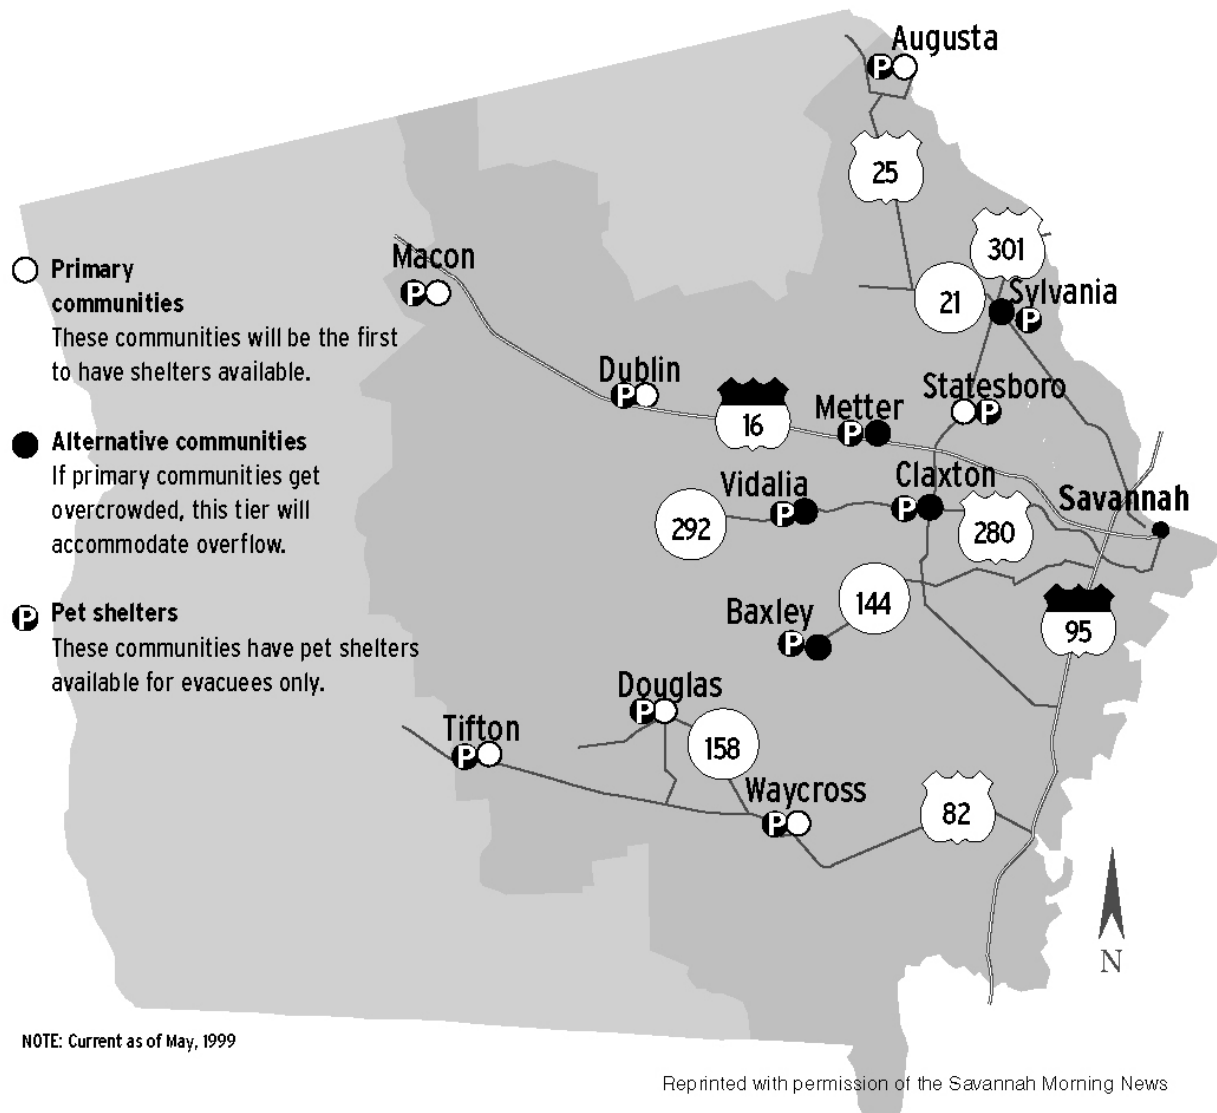 Augusta
P
25
301
Macon
P
21
Sylvania
P
Primary
communities
These communities will be the first
to have shelters available.
Dublin
P
16
Metter
P
Statesboro
P
Alternative communities
If primary communities get
overcrowded, this tier will
accommodate overflow.
Vidalia
P
292
Claxton
P
280
Savannah
144
Baxley
P
95
P
Pet shelters
These communities have pet shelters
available for evacuees only.
Douglas
P
158
Tifton
P
Waycross
P
82
N
NOTE: Current as of May, 1999
Reprinted with permission of the Savannah Morning News